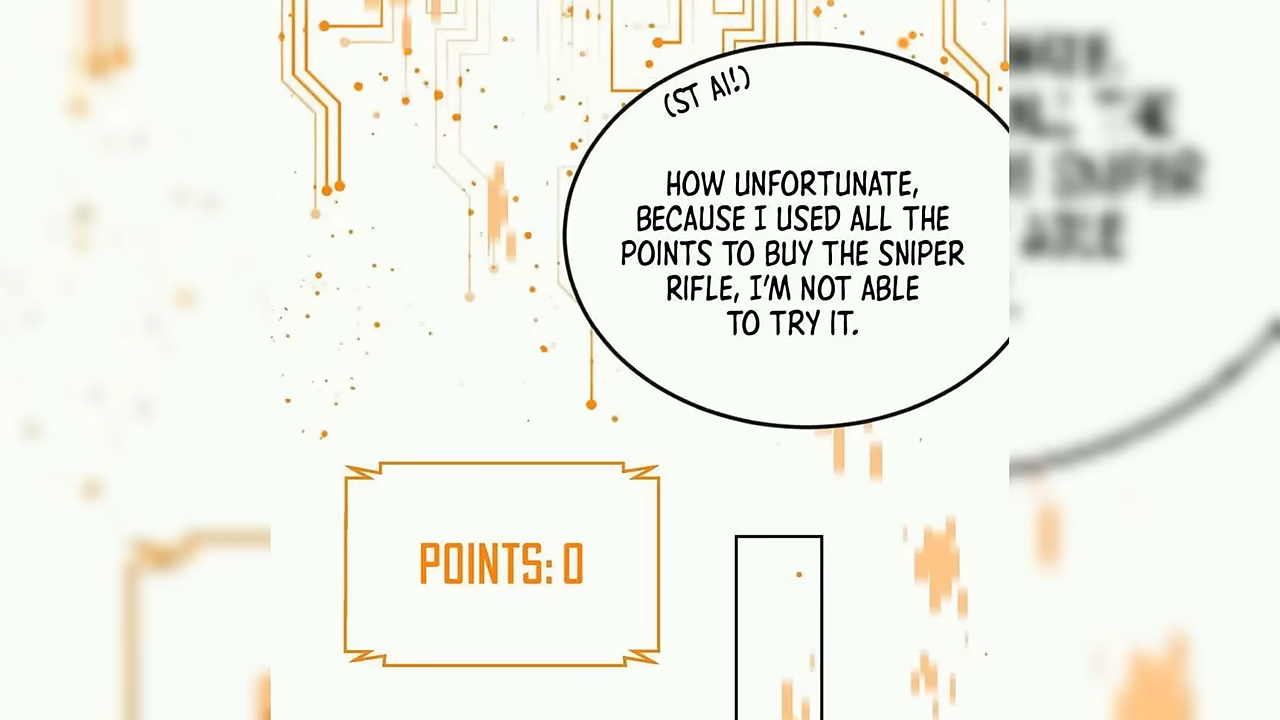 (ST AI!)
HOW UNFORTUNATE,
BECAUSE I USED ALL THE
POINTS TO BUY THE SNIPER
RIFLE, I'M NOT ABLE
TO TRY IT.
POINTS: 0